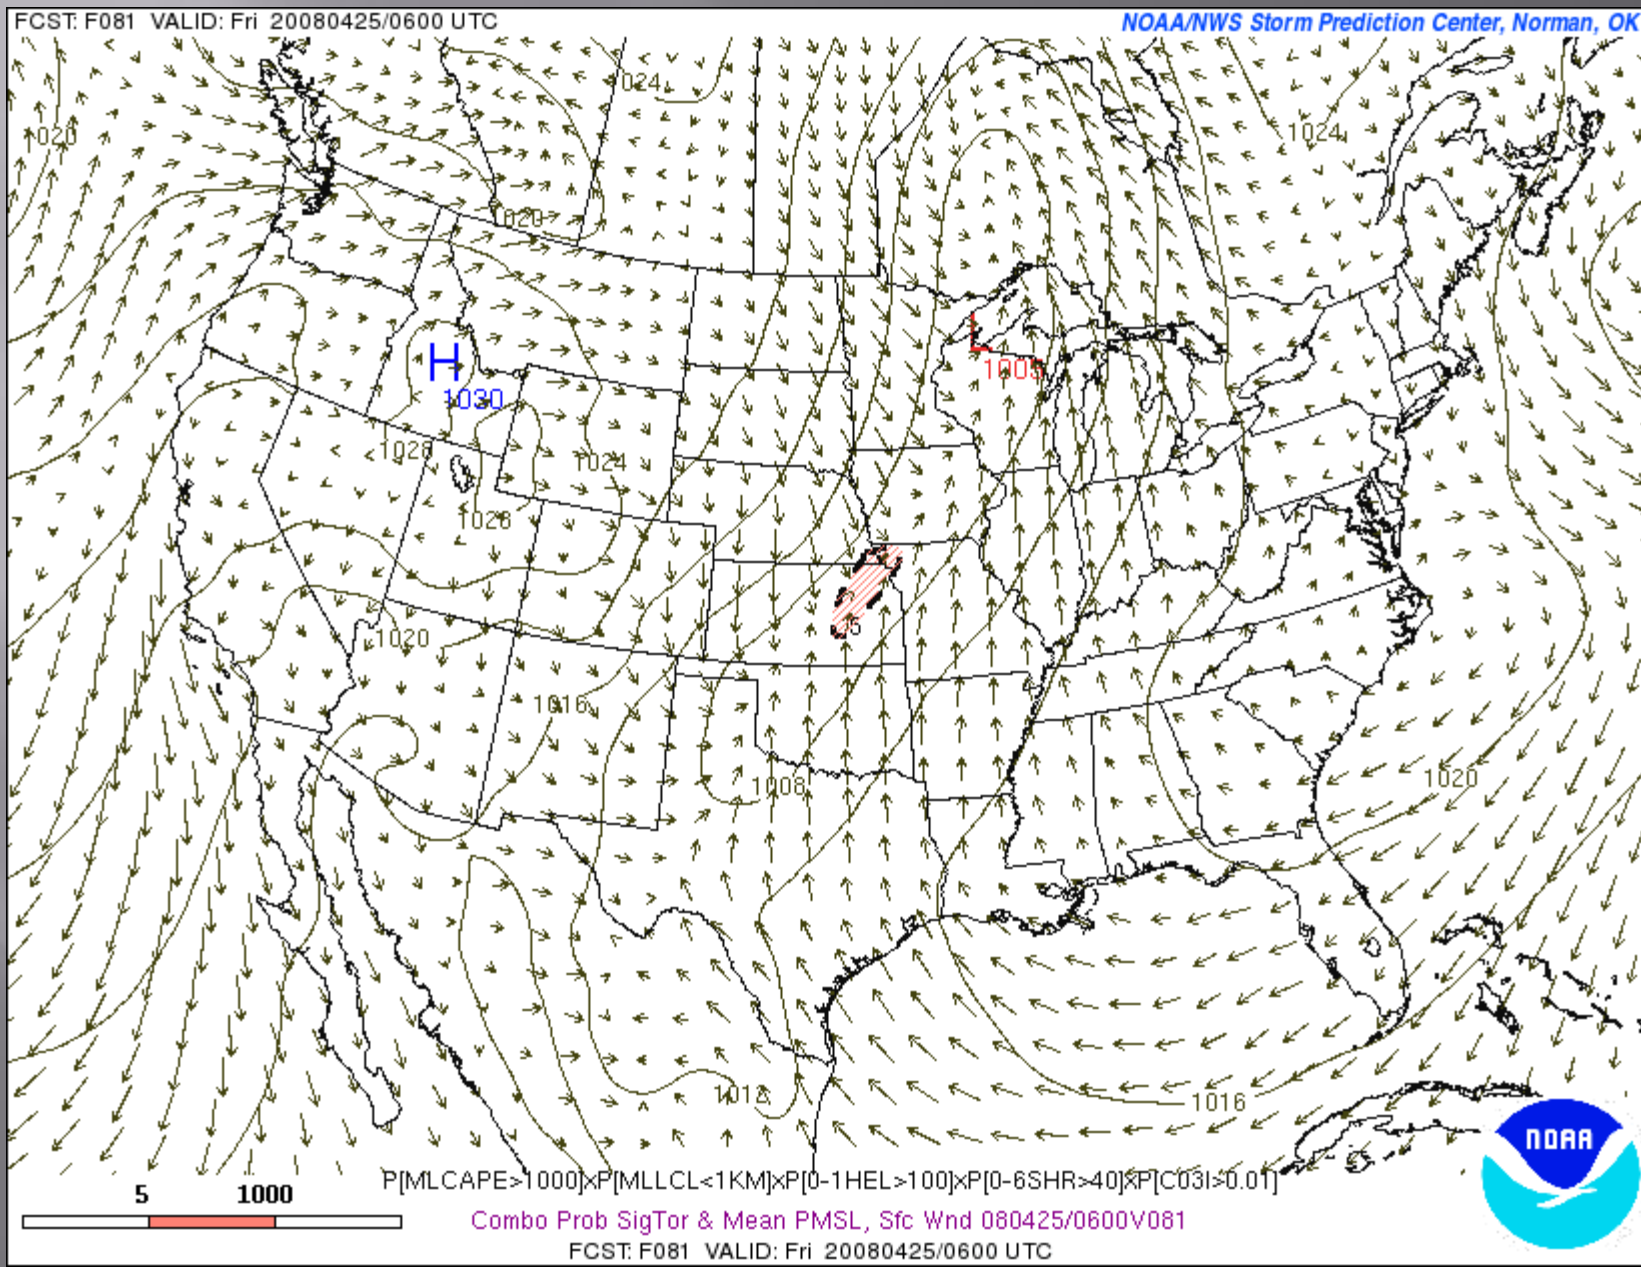 FCST: F081 VALID: Fri 20080425/0600 UTC
NOAA/NWS Storm Prediction Center, Norman, OK
1024
1020
1024
1020
1005
H
1030
L
1028
1024
1028
5
1020
1016
1008
1020
1012
1016
NOAA
P[MLCAPE>1000]xP[MLLCL<1KM]xP[0-1HEL>100]xP[0-6SHR>40]xP[C03I>0.01]
5 1000
Combo Prob SigTor & Mean PMSL, Sfc Wnd 080425/0600V081
FCST: F081 VALID: Fri 20080425/0600 UTC